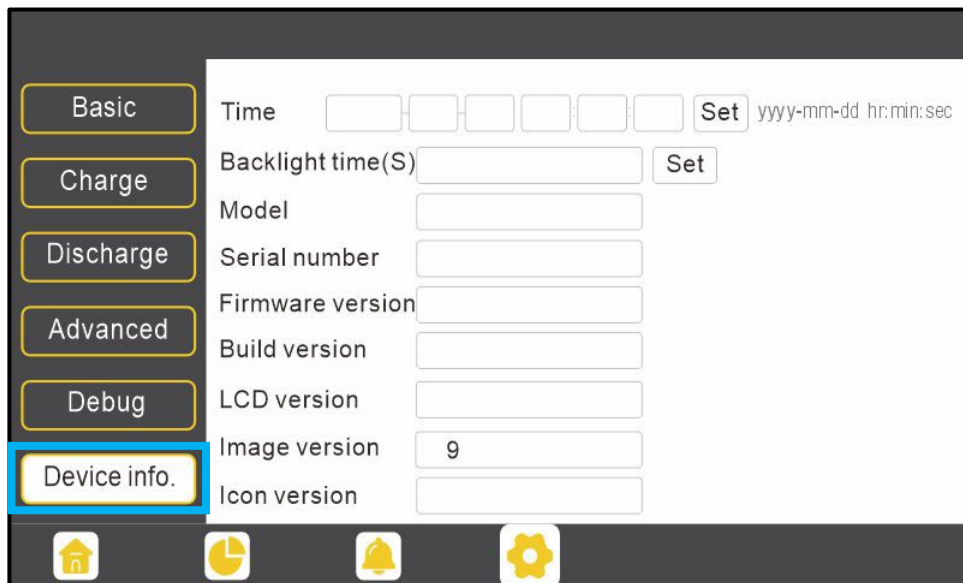 Basic
Charge
Discharge
Advanced
Debug
Device info.
Time - - : : Set yyyy-mm-dd hr:min:sec
Backlight time(S) Set
Model
Serial number
Firmware version
Build version
LCD version
Image version 9
Icon version